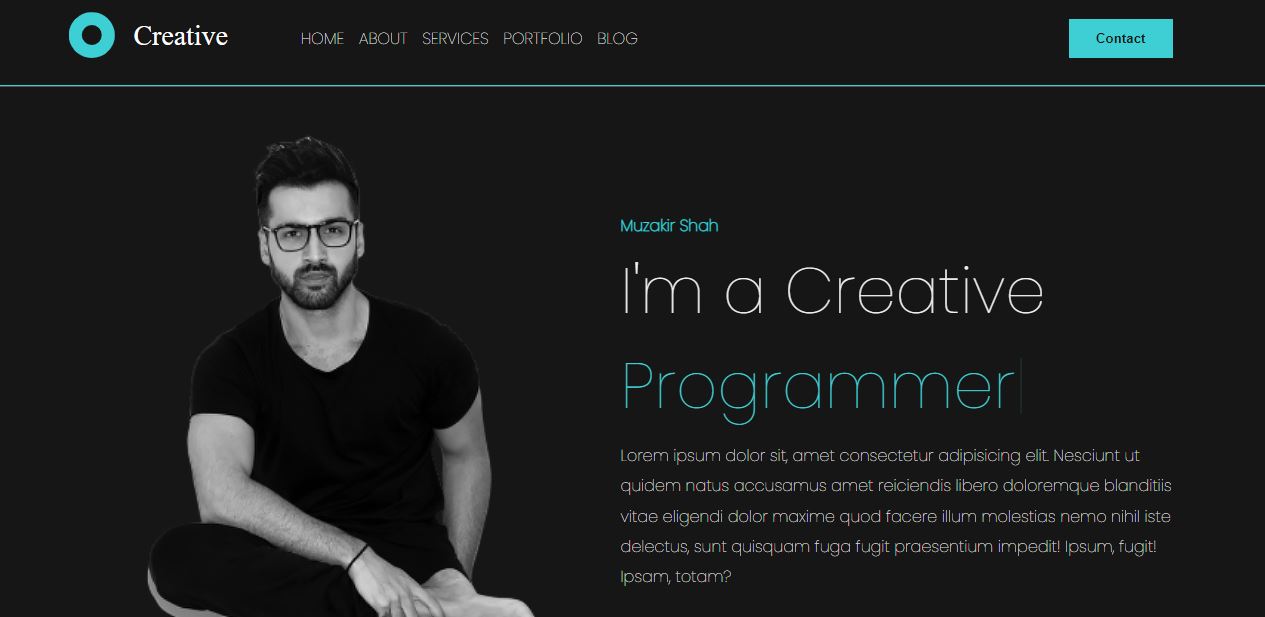 Creative
HOME ABOUT SERVICES PORTFOLIO BLOG
Contact
Muzakir Shah
I'm a Creative
Programmer
Lorem ipsum dolor sit, amet consectetur adipisicing elit. Nesciunt ut
quidem natus accusamus amet reiciendis libero doloremque blanditiis
vitae eligendi dolor maxime quod facere illum molestias nemo nihil iste
delectus, sunt quisquam fuga fugit praesentium impedit! Ipsum, fugit!
Ipsam, totam?